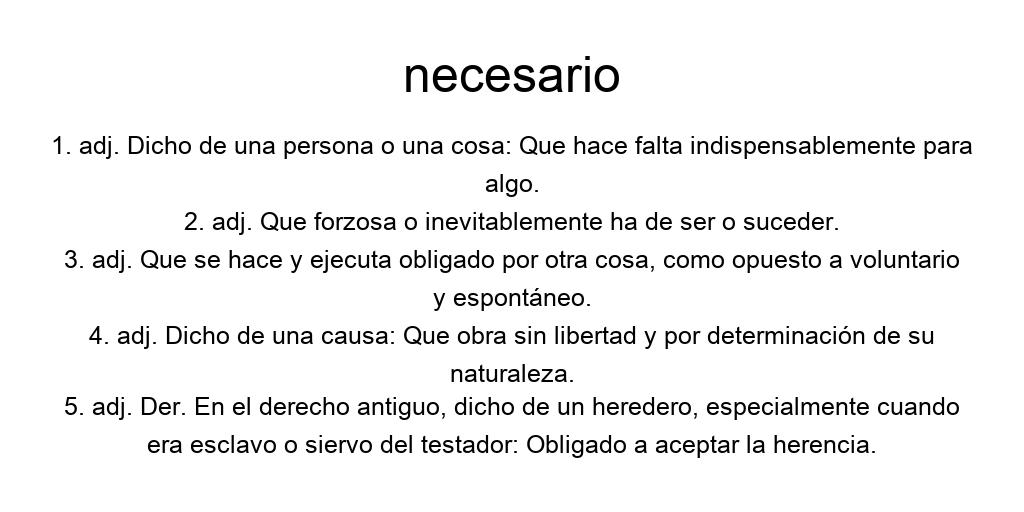 necesario
1. adj. Dicho de una persona o una cosa: Que hace falta indispensablemente para
algo.
2. adj. Que forzosa o inevitablemente ha de ser o suceder.
3. adj. Que se hace y ejecuta obligado por otra cosa, como opuesto a voluntario
y espontáneo.
4. adj. Dicho de una causa: Que obra sin libertad y por determinación de su
naturaleza.
5. adj. Der. En el derecho antiguo, dicho de un heredero, especialmente cuando
era esclavo o siervo del testador: Obligado a aceptar la herencia.